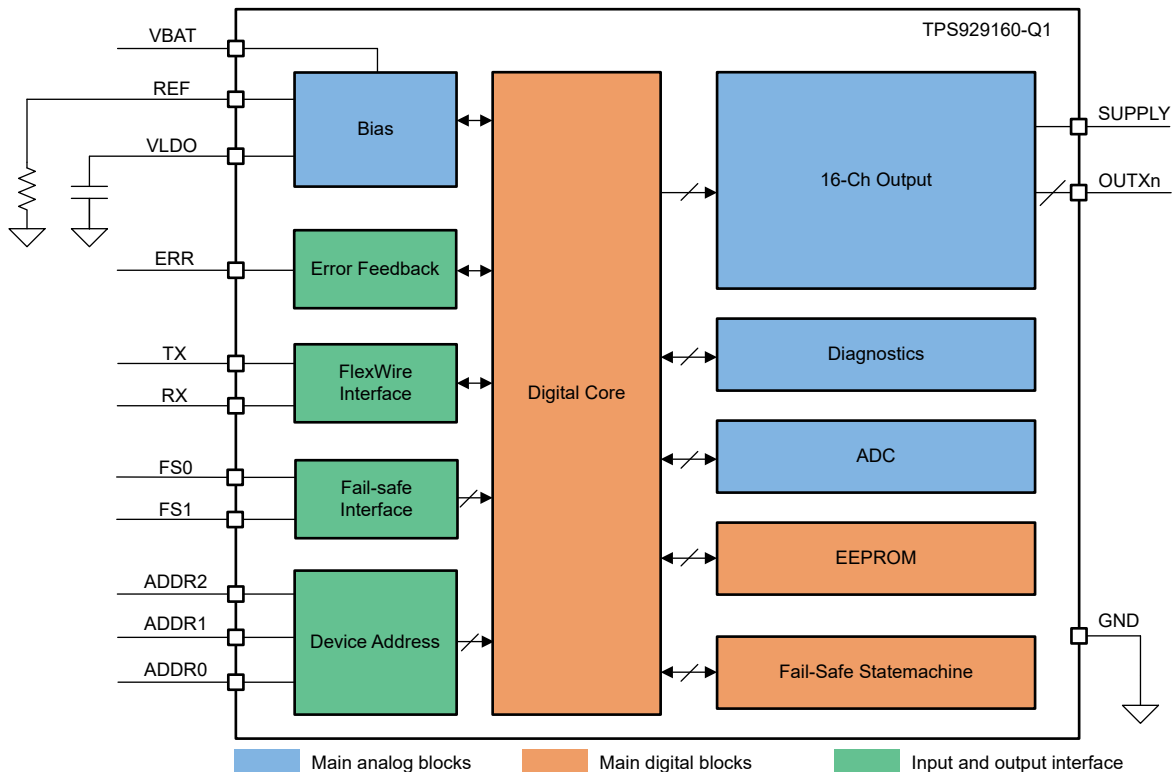 TPS929160-Q1
VBAT
REF
VLDO
ERR
TX
RX
FS0
FS1
ADDR2
ADDR1
ADDR0
Bias
Error Feedback
FlexWire
Interface
Fail-safe
Interface
Device Address
Digital Core
16-Ch Output
Diagnostics
ADC
EEPROM
Fail-Safe Statemachine
SUPPLY
OUTXn
GND
Main analog blocks
Main digital blocks
Input and output interface